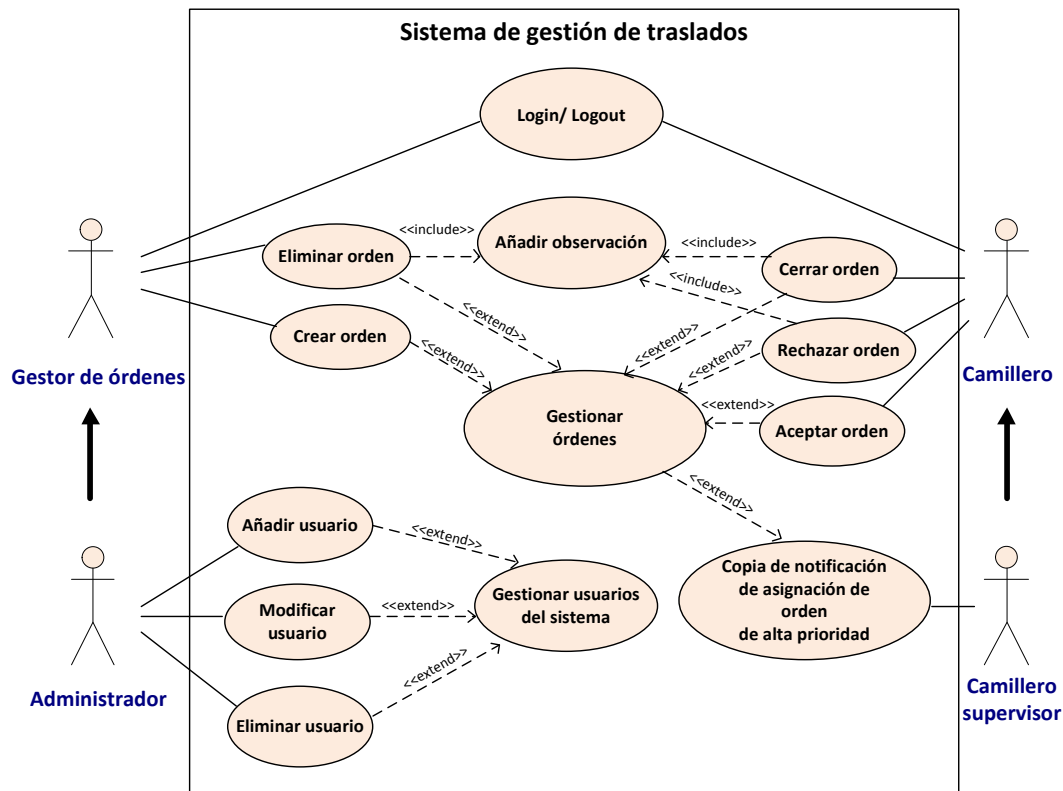 Sistema de gestión de traslados
Login/ Logout
<<include>>
Añadir observación
<<include>>
Eliminar orden
Cerrar orden
<<include>>
<<extend>>
Crear orden
<<extend>>
<<extend>>
<<extend>>
Rechazar orden
Gestor de órdenes
Camillero
<<extend>>
Gestionar
órdenes
Aceptar orden
<<extend>>
Añadir usuario
<<extend>>
Copia de notificación
de asignación de
orden
de alta prioridad
Modificar
usuario
<<extend>>
Gestionar usuarios
del sistema
<<extend>>
Administrador
Eliminar usuario
Camillero
supervisor